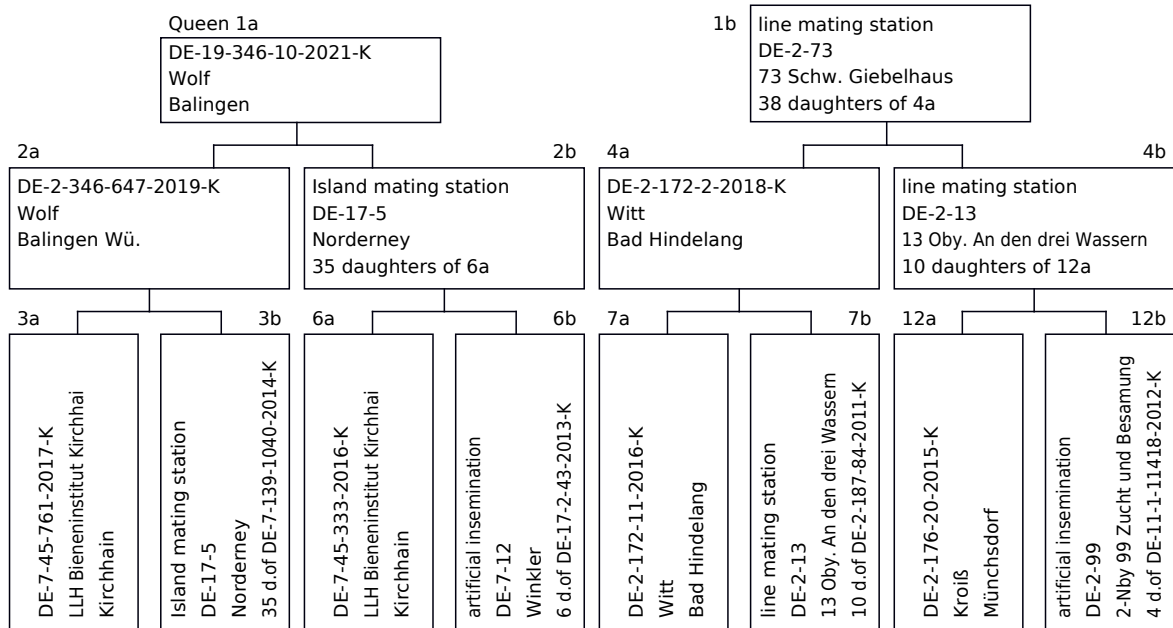 Queen 1a
DE-19-346-10-2021-K
Wolf
Balingen
1b
line mating station
DE-2-73
73 Schw. Giebelhaus
38 daughters of 4a
2a
DE-2-346-647-2019-K
Wolf
Balingen Wü.
2b
Island mating station
DE-17-5
Norderney
35 daughters of 6a
4a
DE-2-172-2-2018-K
Witt
Bad Hindelang
4b
line mating station
DE-2-13
13 Oby. An den drei Wassern
10 daughters of 12a
3a
DE-7-45-761-2017-K
LLH Bieneninstitut Kirchhai
Kirchhain
3b
Island mating station
DE-17-5
Norderney
35 d.of DE-7-139-1040-2014-K
6a
DE-7-45-333-2016-K
LLH Bieneninstitut Kirchhai
Kirchhain
6b
artificial insemination
DE-7-12
Winkler
6 d.of DE-17-2-43-2013-K
7a
DE-2-172-11-2016-K
Witt
Bad Hindelang
7b
line mating station
DE-2-13
13 Oby. An den drei Wassern
10 d.of DE-2-187-84-2011-K
12a
DE-2-176-20-2015-K
Kroiß
Münchsdorf
12b
artificial insemination
DE-2-99
2-Nby 99 Zucht und Besamung
4 d.of DE-11-1-11418-2012-K